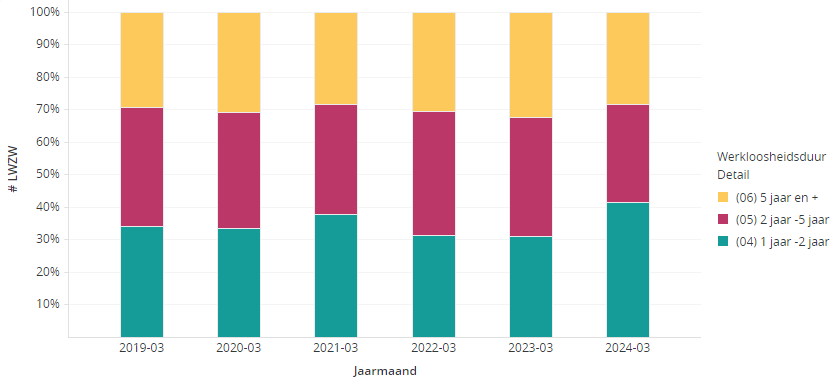 100%
90%
80%
70%
60%
50%
40%
30%
20%
10%
# LWZW
2019-03
2020-03
2021-03
2022-03
2023-03
2024-03
Jaarmaand
Werkloosheidsduur
Detail
(06) 5 jaar en +
(05) 2 jaar -5 jaar
(04) 1 jaar -2 jaar